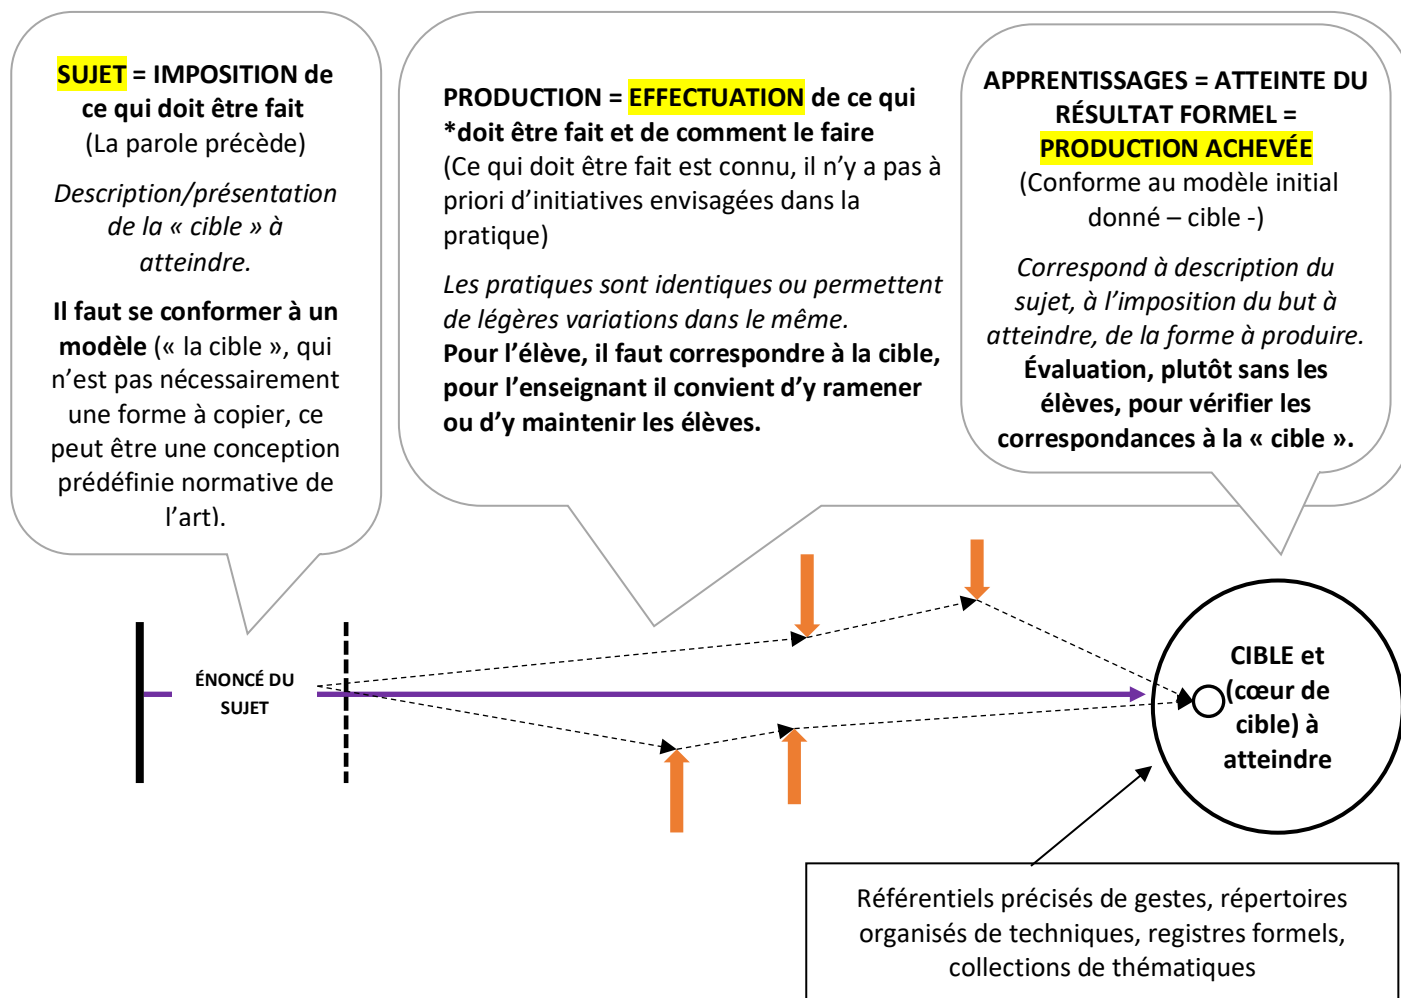 SUJET = IMPOSITION de
ce qui doit être fait
(La parole précède)
Description/présentation
de la « cible » à
atteindre.
Il faut se conformer à un
modèle (« la cible », qui
n’est pas nécessairement
une forme à copier, ce
peut être une conception
prédéfinie normative de
l’art).
PRODUCTION = EFFECTUATION de ce qui
*doit être fait et de comment le faire
(Ce qui doit être fait est connu, il n’y a pas à
priori d’initiatives envisagées dans la
pratique)
Les pratiques sont identiques ou permettent
de légères variations dans le même.
Pour l’élève, il faut correspondre à la cible,
pour l’enseignant il convient d’y ramener
ou d’y maintenir les élèves.
APPRENTISSAGES = ATTEINTE DU
RÉSULTAT FORMEL =
PRODUCTION ACHEVÉE
(Conforme au modèle initial
donné – cible -)
Correspond à description du
sujet, à l’imposition du but à
atteindre, de la forme à produire.
Évaluation, plutôt sans les
élèves, pour vérifier les
correspondances à la « cible ».
ÉNONCÉ DU
SUJET
CIBLE et
(cœur de
cible) à
atteindre
Référentiels précisés de gestes, répertoires
organisés de techniques, registres formels,
collections de thématiques